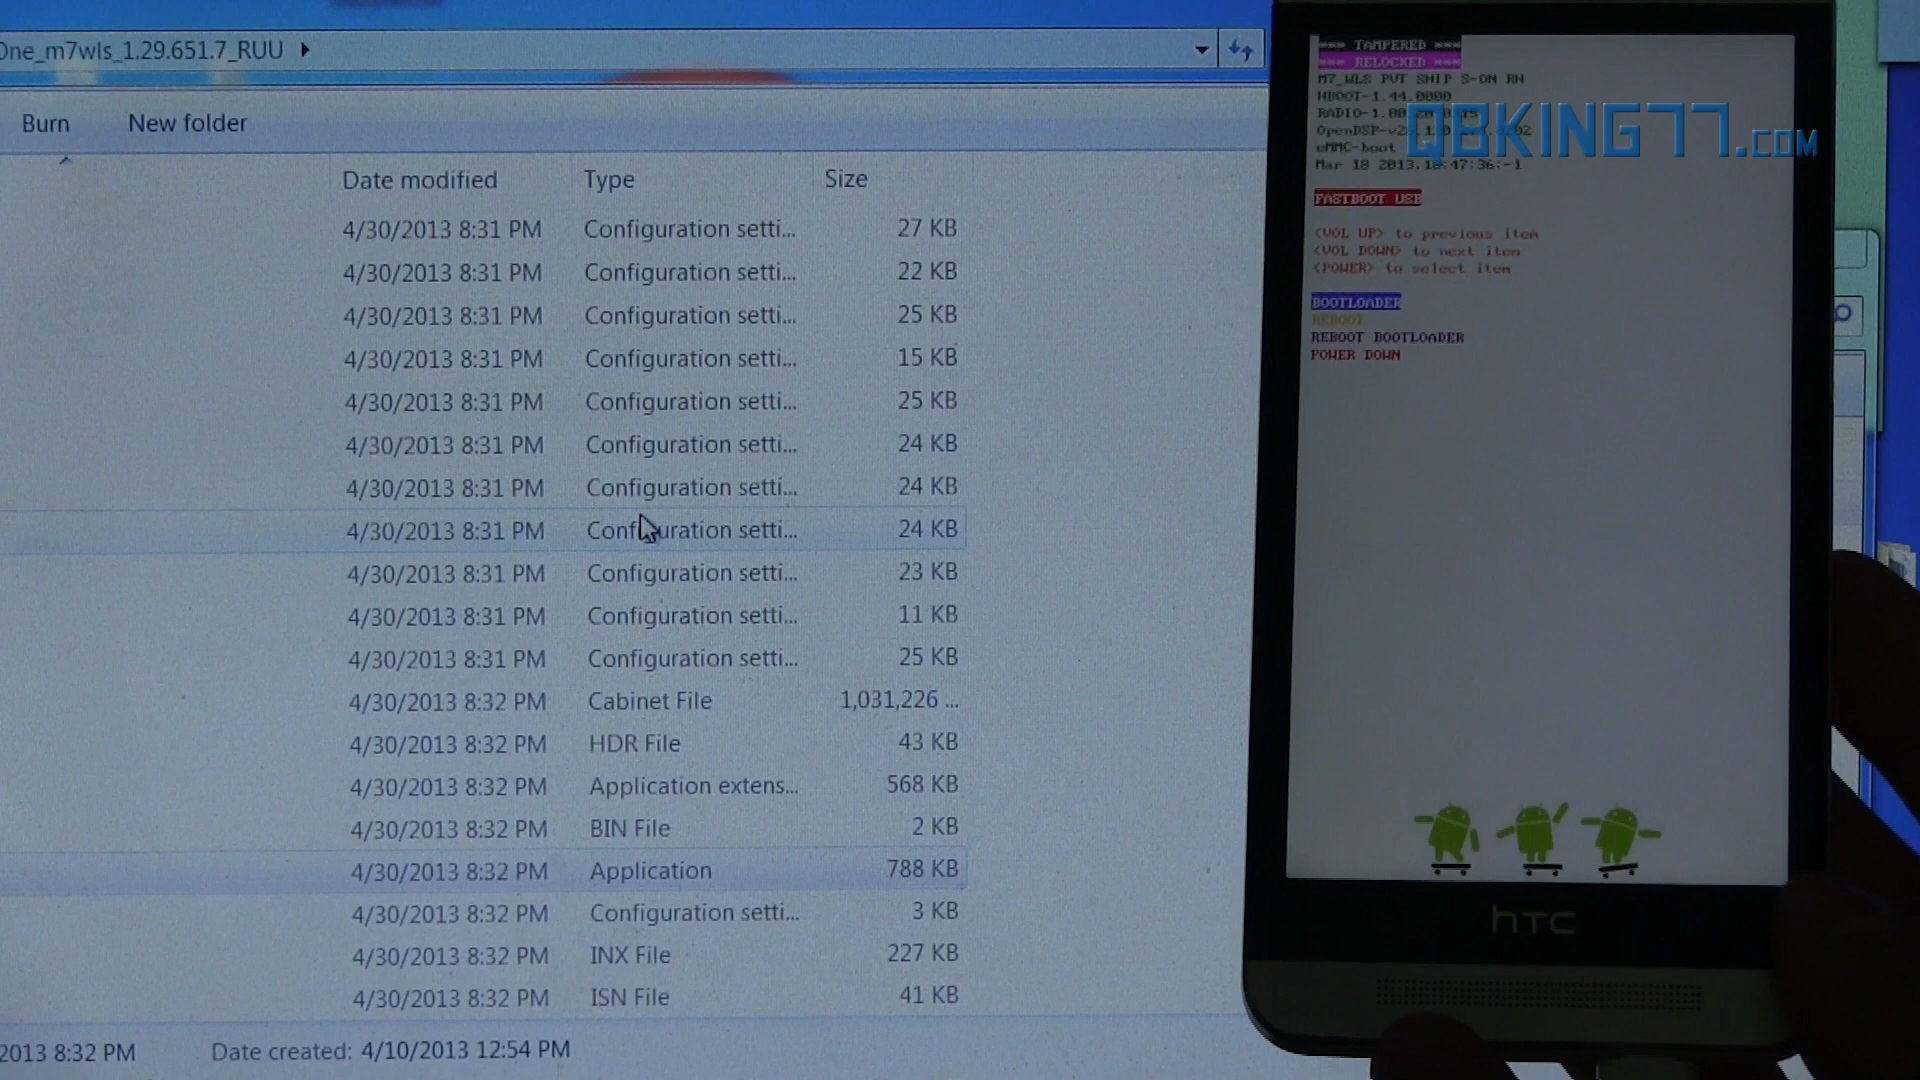 One_m7wls_1.29.651.7_RUU
Burn New folder
Date modified Type Size
4/30/2013 8:31 PM Configuration setti... 27 KB
4/30/2013 8:31 PM Configuration setti... 22 KB
4/30/2013 8:31 PM Configuration setti... 25 KB
4/30/2013 8:31 PM Configuration setti... 15 KB
4/30/2013 8:31 PM Configuration setti... 25 KB
4/30/2013 8:31 PM Configuration setti... 24 KB
4/30/2013 8:31 PM Configuration setti... 24 KB
4/30/2013 8:31 PM Configuration setti... 24 KB
4/30/2013 8:31 PM Configuration setti... 23 KB
4/30/2013 8:31 PM Configuration setti... 11 KB
4/30/2013 8:31 PM Configuration setti... 25 KB
4/30/2013 8:32 PM Cabinet File 1,031,226 ...
4/30/2013 8:32 PM HDR File 43 KB
4/30/2013 8:32 PM Application extens... 568 KB
4/30/2013 8:32 PM BIN File 2 KB
4/30/2013 8:32 PM Application 788 KB
4/30/2013 8:32 PM Configuration setti... 3 KB
4/30/2013 8:32 PM INX File 227 KB
4/30/2013 8:32 PM ISN File 41 KB
2013 8:32 PM Date created: 4/10/2013 12:54 PM
*** TAMPERED ***
*** RELOCKED ***
M7_WLS PVT SHIP S-ON RH
HBOOT-1.44.0000
eMMC-boot
Mar 18 2013,
QBKING77.COM
FASTBOOT USB
<VOL UP> to previous item
<VOL DOWN> to next item
<POWER> to select item
BOOTLOADER
REBOOT
REBOOT BOOTLOADER
POWER DOWN
hTC